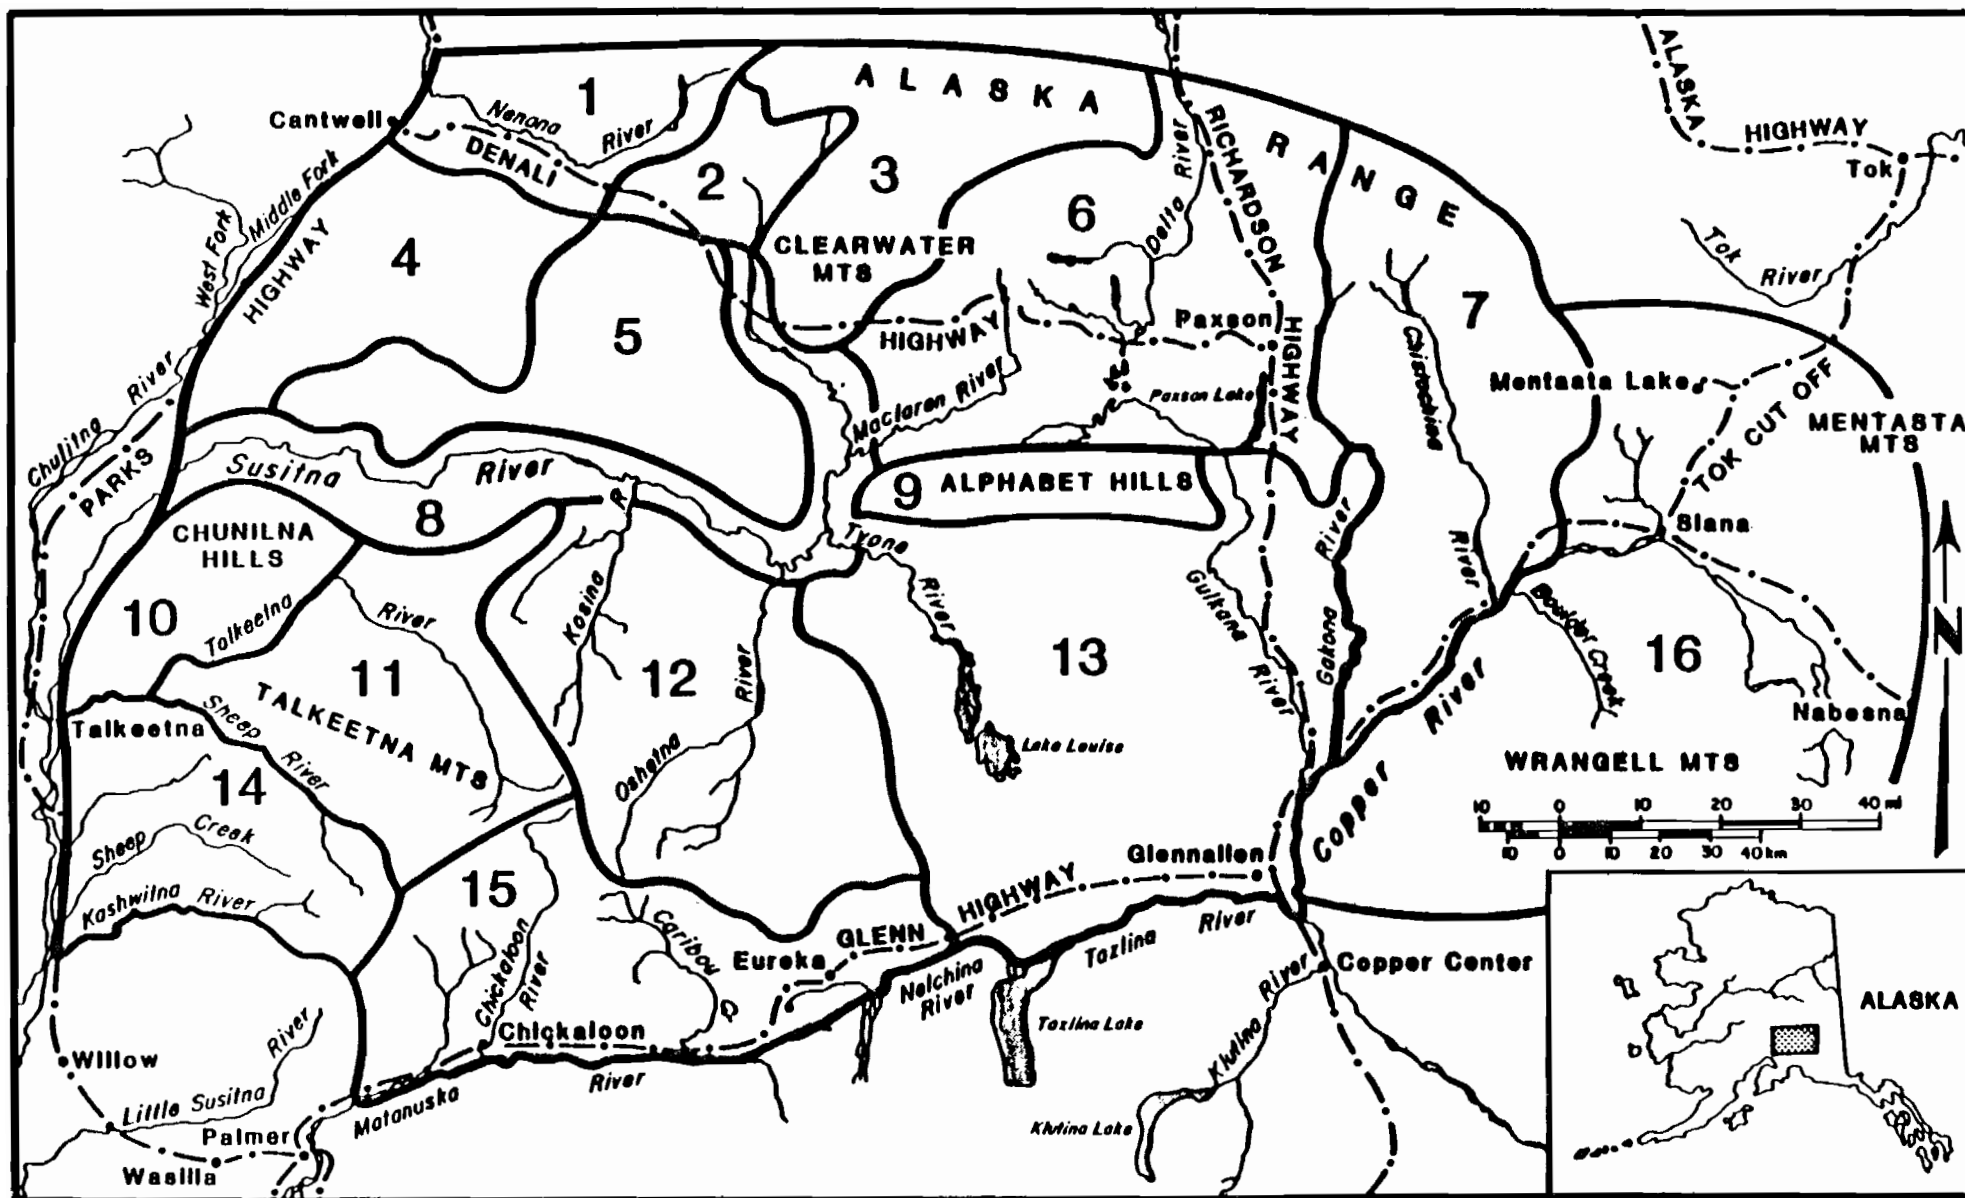 ALASKA
RANGE
ALASKA
HIGHWAY
Tok
Tok
River
1
Nenana
River
Cantwell
DENALI
2
3
6
Delta
River
RICHARDSON
HIGHWAY
West Fork
Middle Fork
HIGHWAY
4
CLEARWATER
MTS
5
HIGHWAY
Paxson
7
Chistochina
River
Mentasta Lake
TOK CUT OFF
MENTASTA
MTS
Chulitna
River
PARKS
Maclaren River
Paxson Lake
Susitna
River
8
R
9
ALPHABET HILLS
Slana
CHUNILNA
HILLS
Tyone
River
Gulkana
River
Gakona
River
Boulder Creek
N
10
Talkeetna
River
Kosina
11
12
River
13
16
TALKEETNA MTS
Talkeetna
Sheep
River
Oshetna
Lake Louise
Copper
River
Nabesna
WRANGELL MTS
14
Sheep
Creek
10 0 10 20 30 40 mi
10 0 10 20 30 40 km
Glennallen
15
Kashwitna River
Chickaloon
River
Caribou
Eureka
GLENN
HIGHWAY
Nelchina
River
Tazlina
River
Copper Center
ALASKA
Willow
Little Susitna
River
Chickaloon
Matanuska
River
Tazlina Lake
Klutina
River
Klutina Lake
Palmer
Wasilla